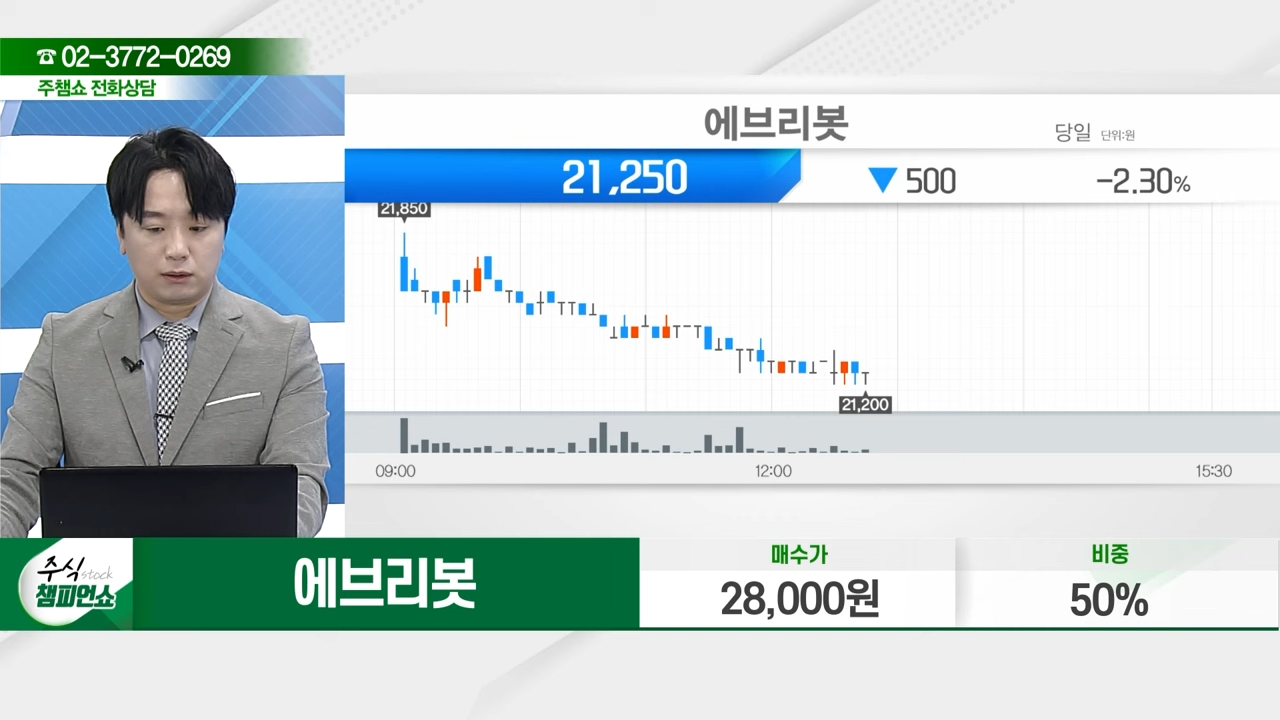 ☎ 02-3772-0269
주챔쇼 전화상담
에브리봇
당일 단위:원
21,250 ▼500 -2.30%
21,850
21,200
09:00 12:00 15:30
주식 stock
챔피언쇼
에브리봇
매수가
28,000원
비중
50%